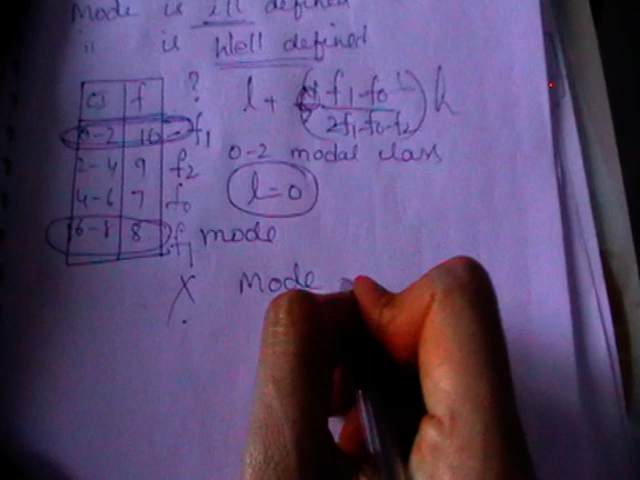 Mode is ill defined
" is Well defined
CI f ?
0-2 10 - f1
2-4 9 f2
4-6 7 f0
6-8 8 f1 mode
l + (f1-f0 / 2f1-f0-f2) h
0-2 modal class
l=0
X Mode